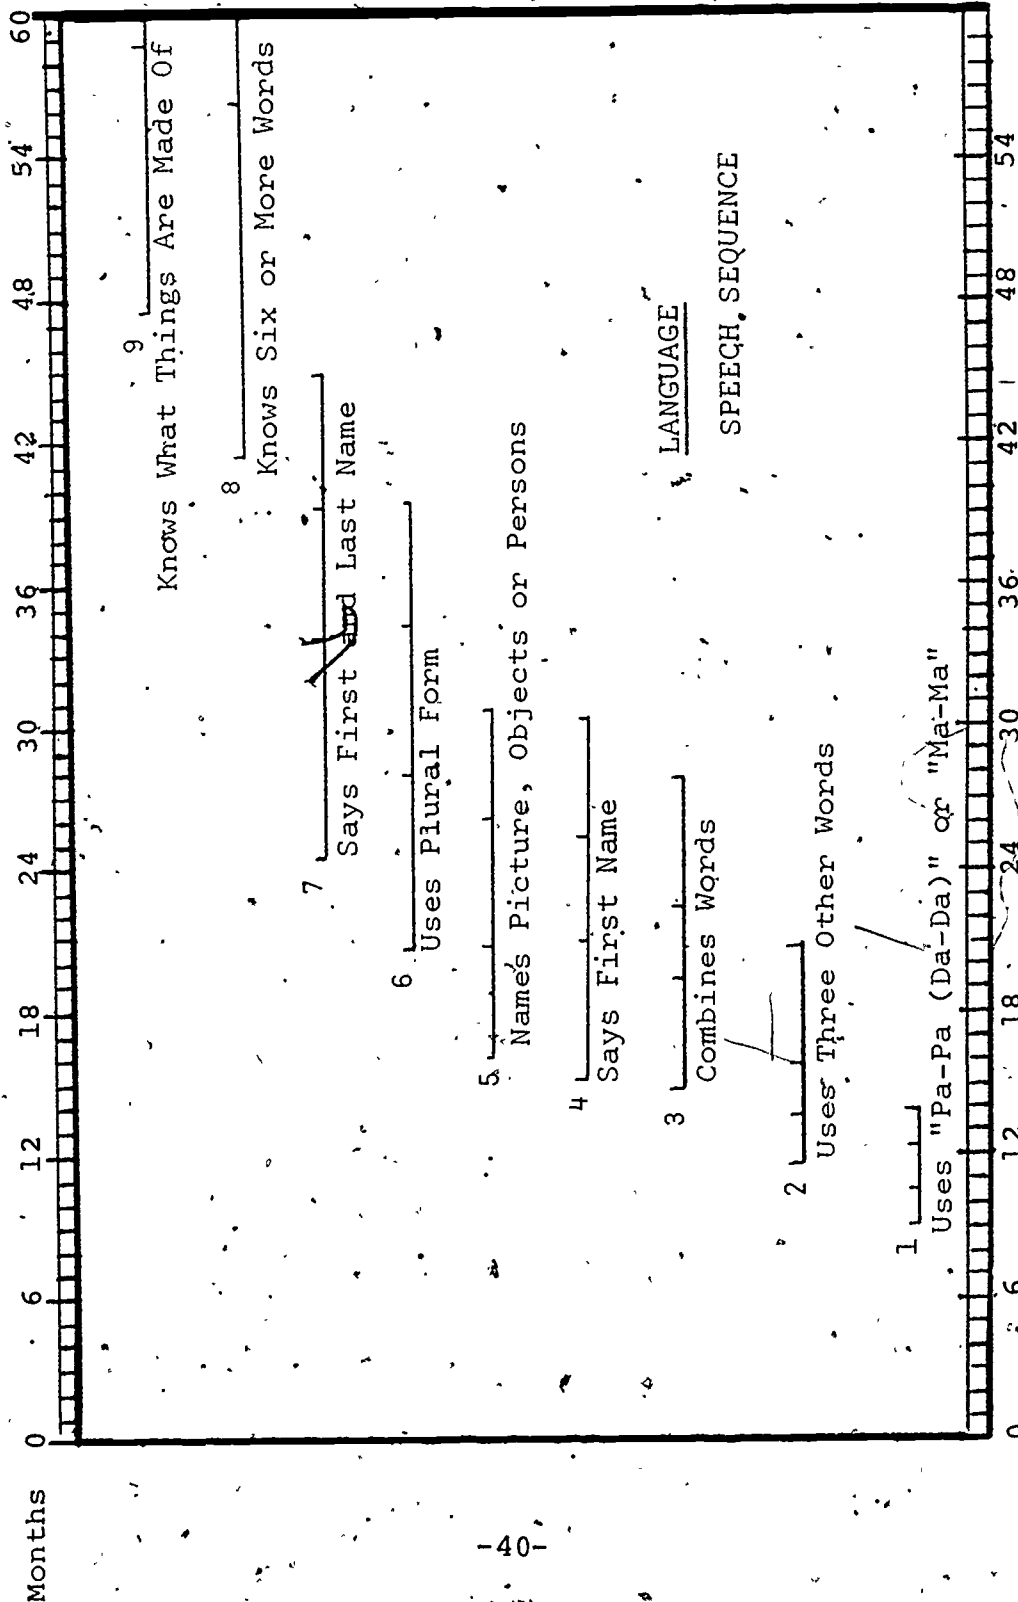 Months
0 6 12 18 24 30 36 42 48 54 60
9
Knows What Things Are Made Of
8
Knows Six or More Words
7
Says First and Last Name
6
Uses Plural Form
5
Name's Picture, Objects or Persons
4
Says First Name
3
Combines Words
LANGUAGE
SPEECH SEQUENCE
2
Uses Three Other Words
1
Uses "Pa-Pa (Da-Da)" or "Ma-Ma"
0 6 12 18 24 30 36 42 48 54
-40-